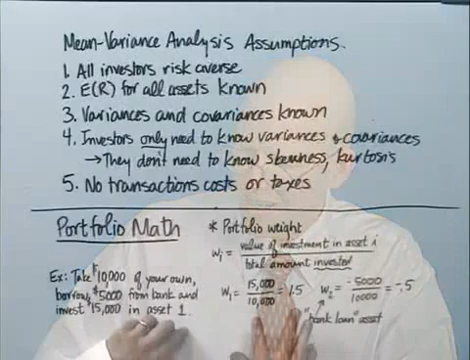 Mean-Variance Analysis Assumptions.
1. All investors risk averse
2. E(R) for all assets known
3. Variances and covariances known
4. Investors only need to know variances & covariances
→ They don't need to know skewness, kurtosis
5. No transactions costs or taxes
Portfolio Math
Ex: Take $10,000 of your own,
borrow $5000 from bank and
invest $15,000 in asset 1.
* Portfolio weight
wi = value of investment in asset i / total amount invested
w1 = 15,000 / 10,000 = 1.5 w2 = -5000 / 10000 = -.5
"bank loan" asset